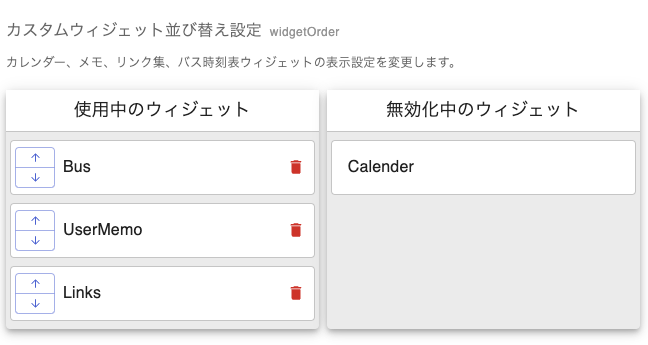 カスタムウィジェット並び替え設定 widgetOrder
カレンダー、メモ、リンク集、バス時刻表ウィジェットの表示設定を変更します。
使用中のウィジェット
Bus
UserMemo
Links
無効化中のウィジェット
Calender